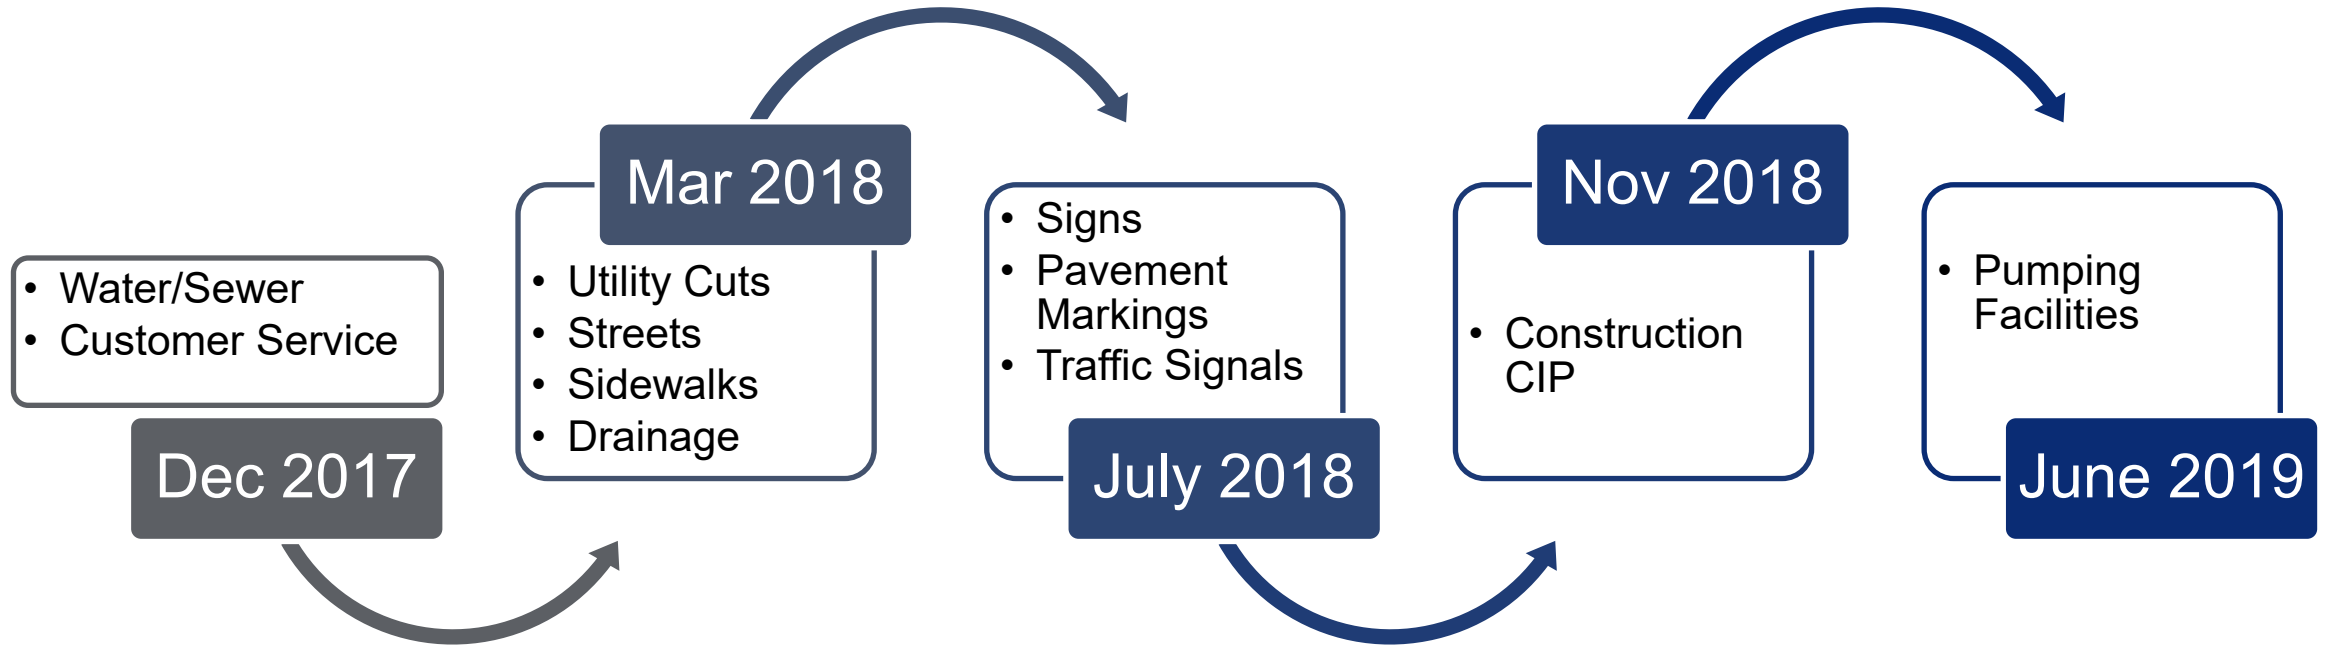 • Water/Sewer
• Customer Service
Dec 2017
Mar 2018
• Utility Cuts
• Streets
• Sidewalks
• Drainage
• Signs
• Pavement
Markings
• Traffic Signals
July 2018
Nov 2018
• Construction
CIP
• Pumping
Facilities
June 2019